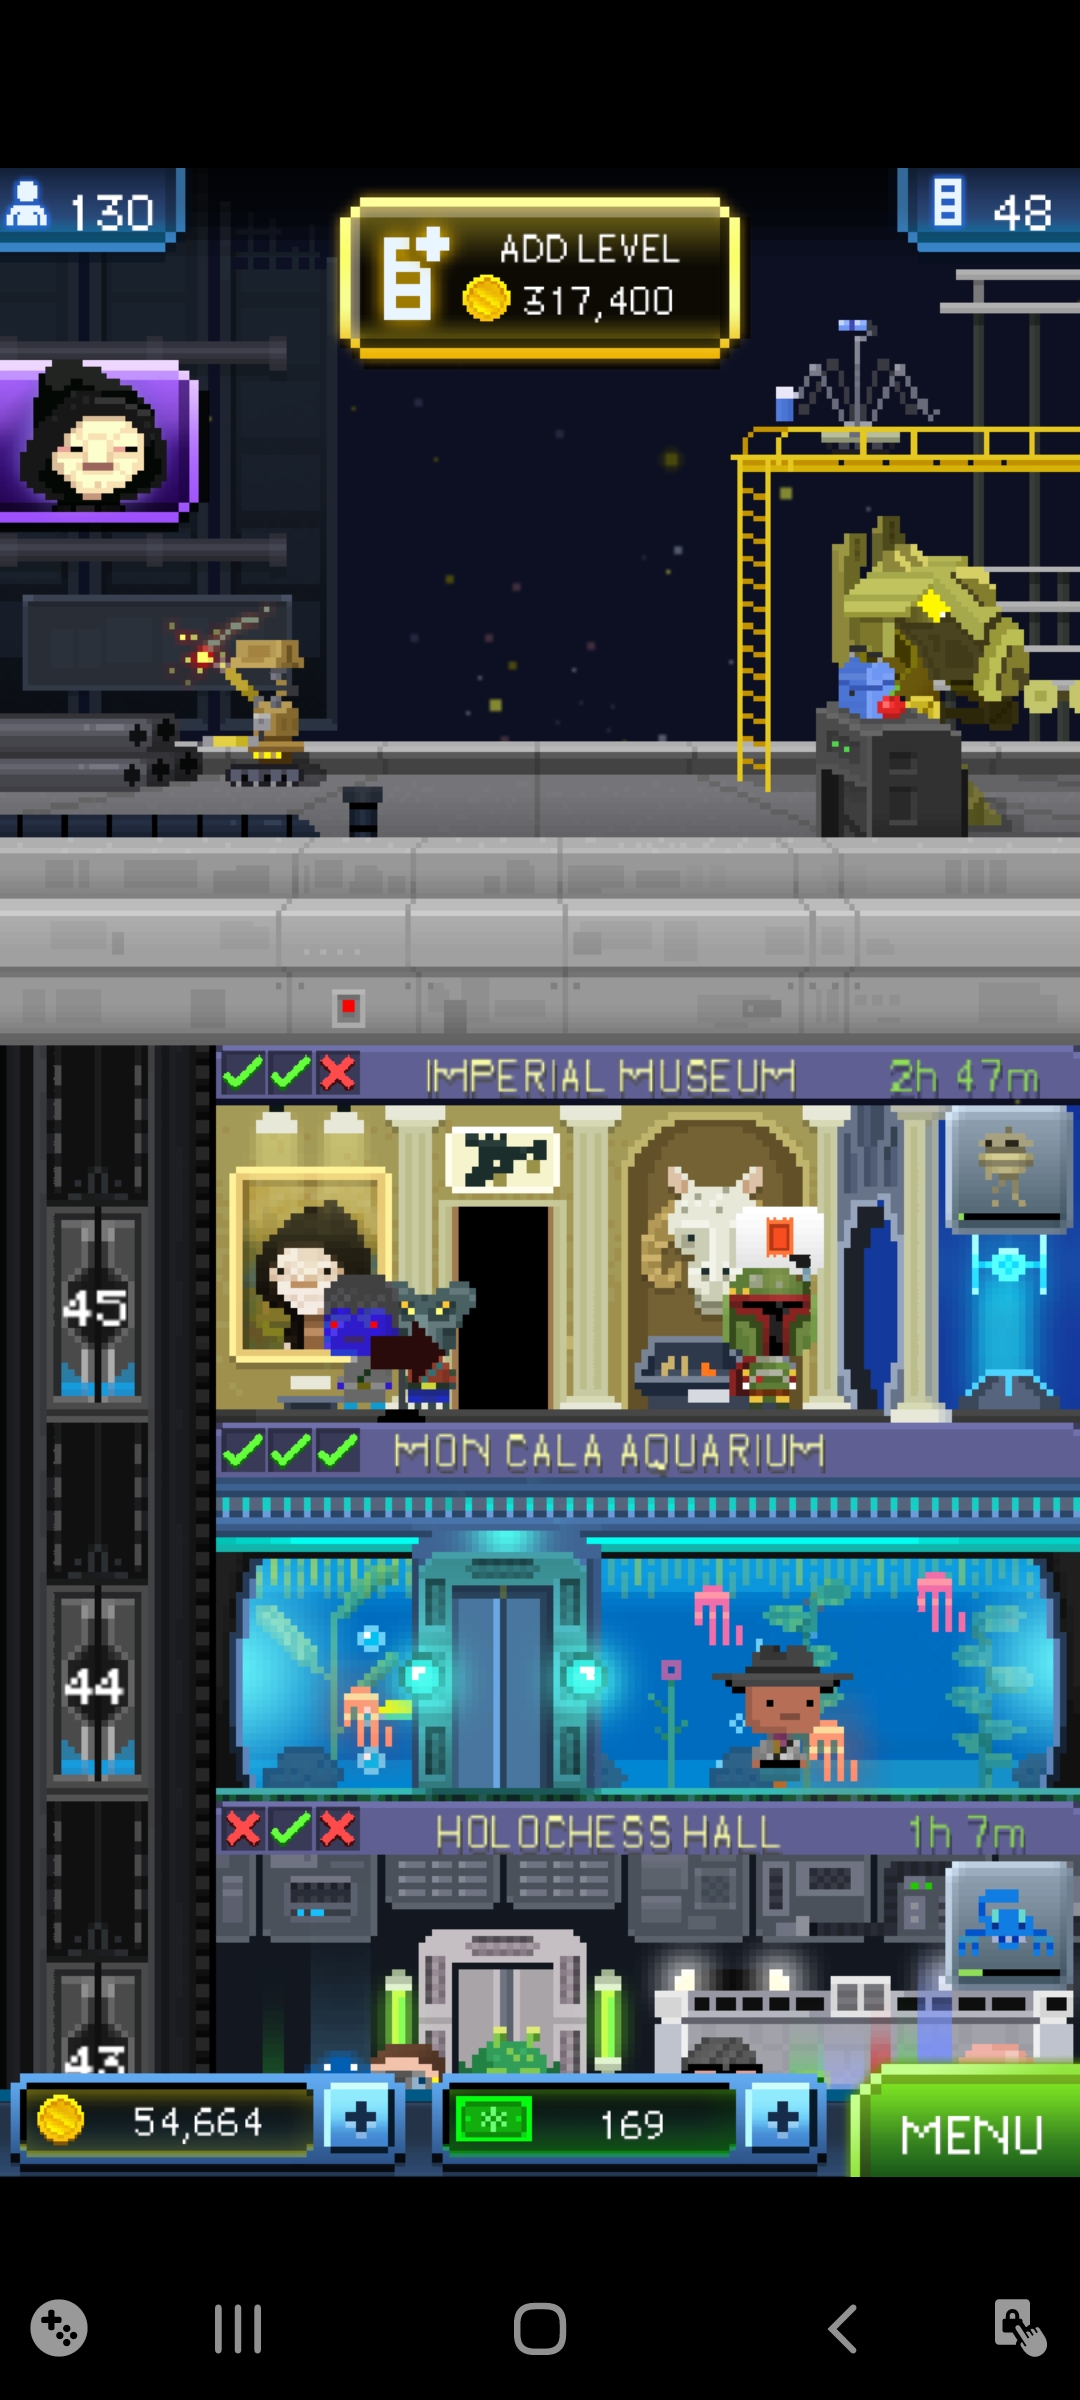 130
ADD LEVEL
317,400
48
IMPERIAL MUSEUM 2h 47m
45
MON CALA AQUARIUM
44
HOLOCHESS HALL 1h 7m
43
54,664
169
MENU